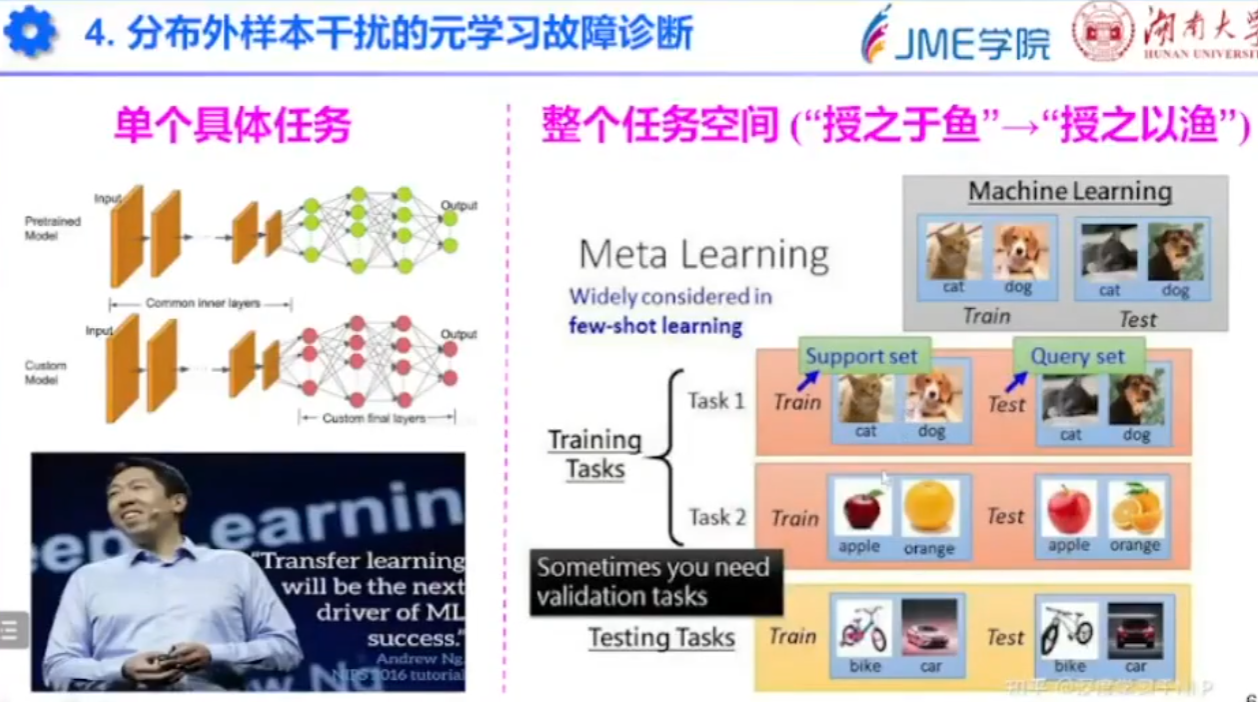 4. 分布外样本干扰的元学习故障诊断
JME学院
湖南大学
HUNAN UNIVERSI
单个具体任务
Input
Output
Pretrained
Model
Common inner layers
Input
Output
Custom
Model
Custom final layers
eep Learnin
"Transfer learning
will be the next
driver of ML
success."
Andrew Ng,
NIPS 2016 tutorial
w Ng
整个任务空间 (“授之于鱼”→“授之以渔”)
Machine Learning
cat dog cat dog
Train Test
Meta Learning
Widely considered in
few-shot learning
Support set Query set
Task 1 Train Test
cat dog cat dog
Training
Tasks
Task 2 Train Test
apple orange apple orange
Sometimes you need
validation tasks
Testing Tasks Train Test
bike car bike car
知乎
6